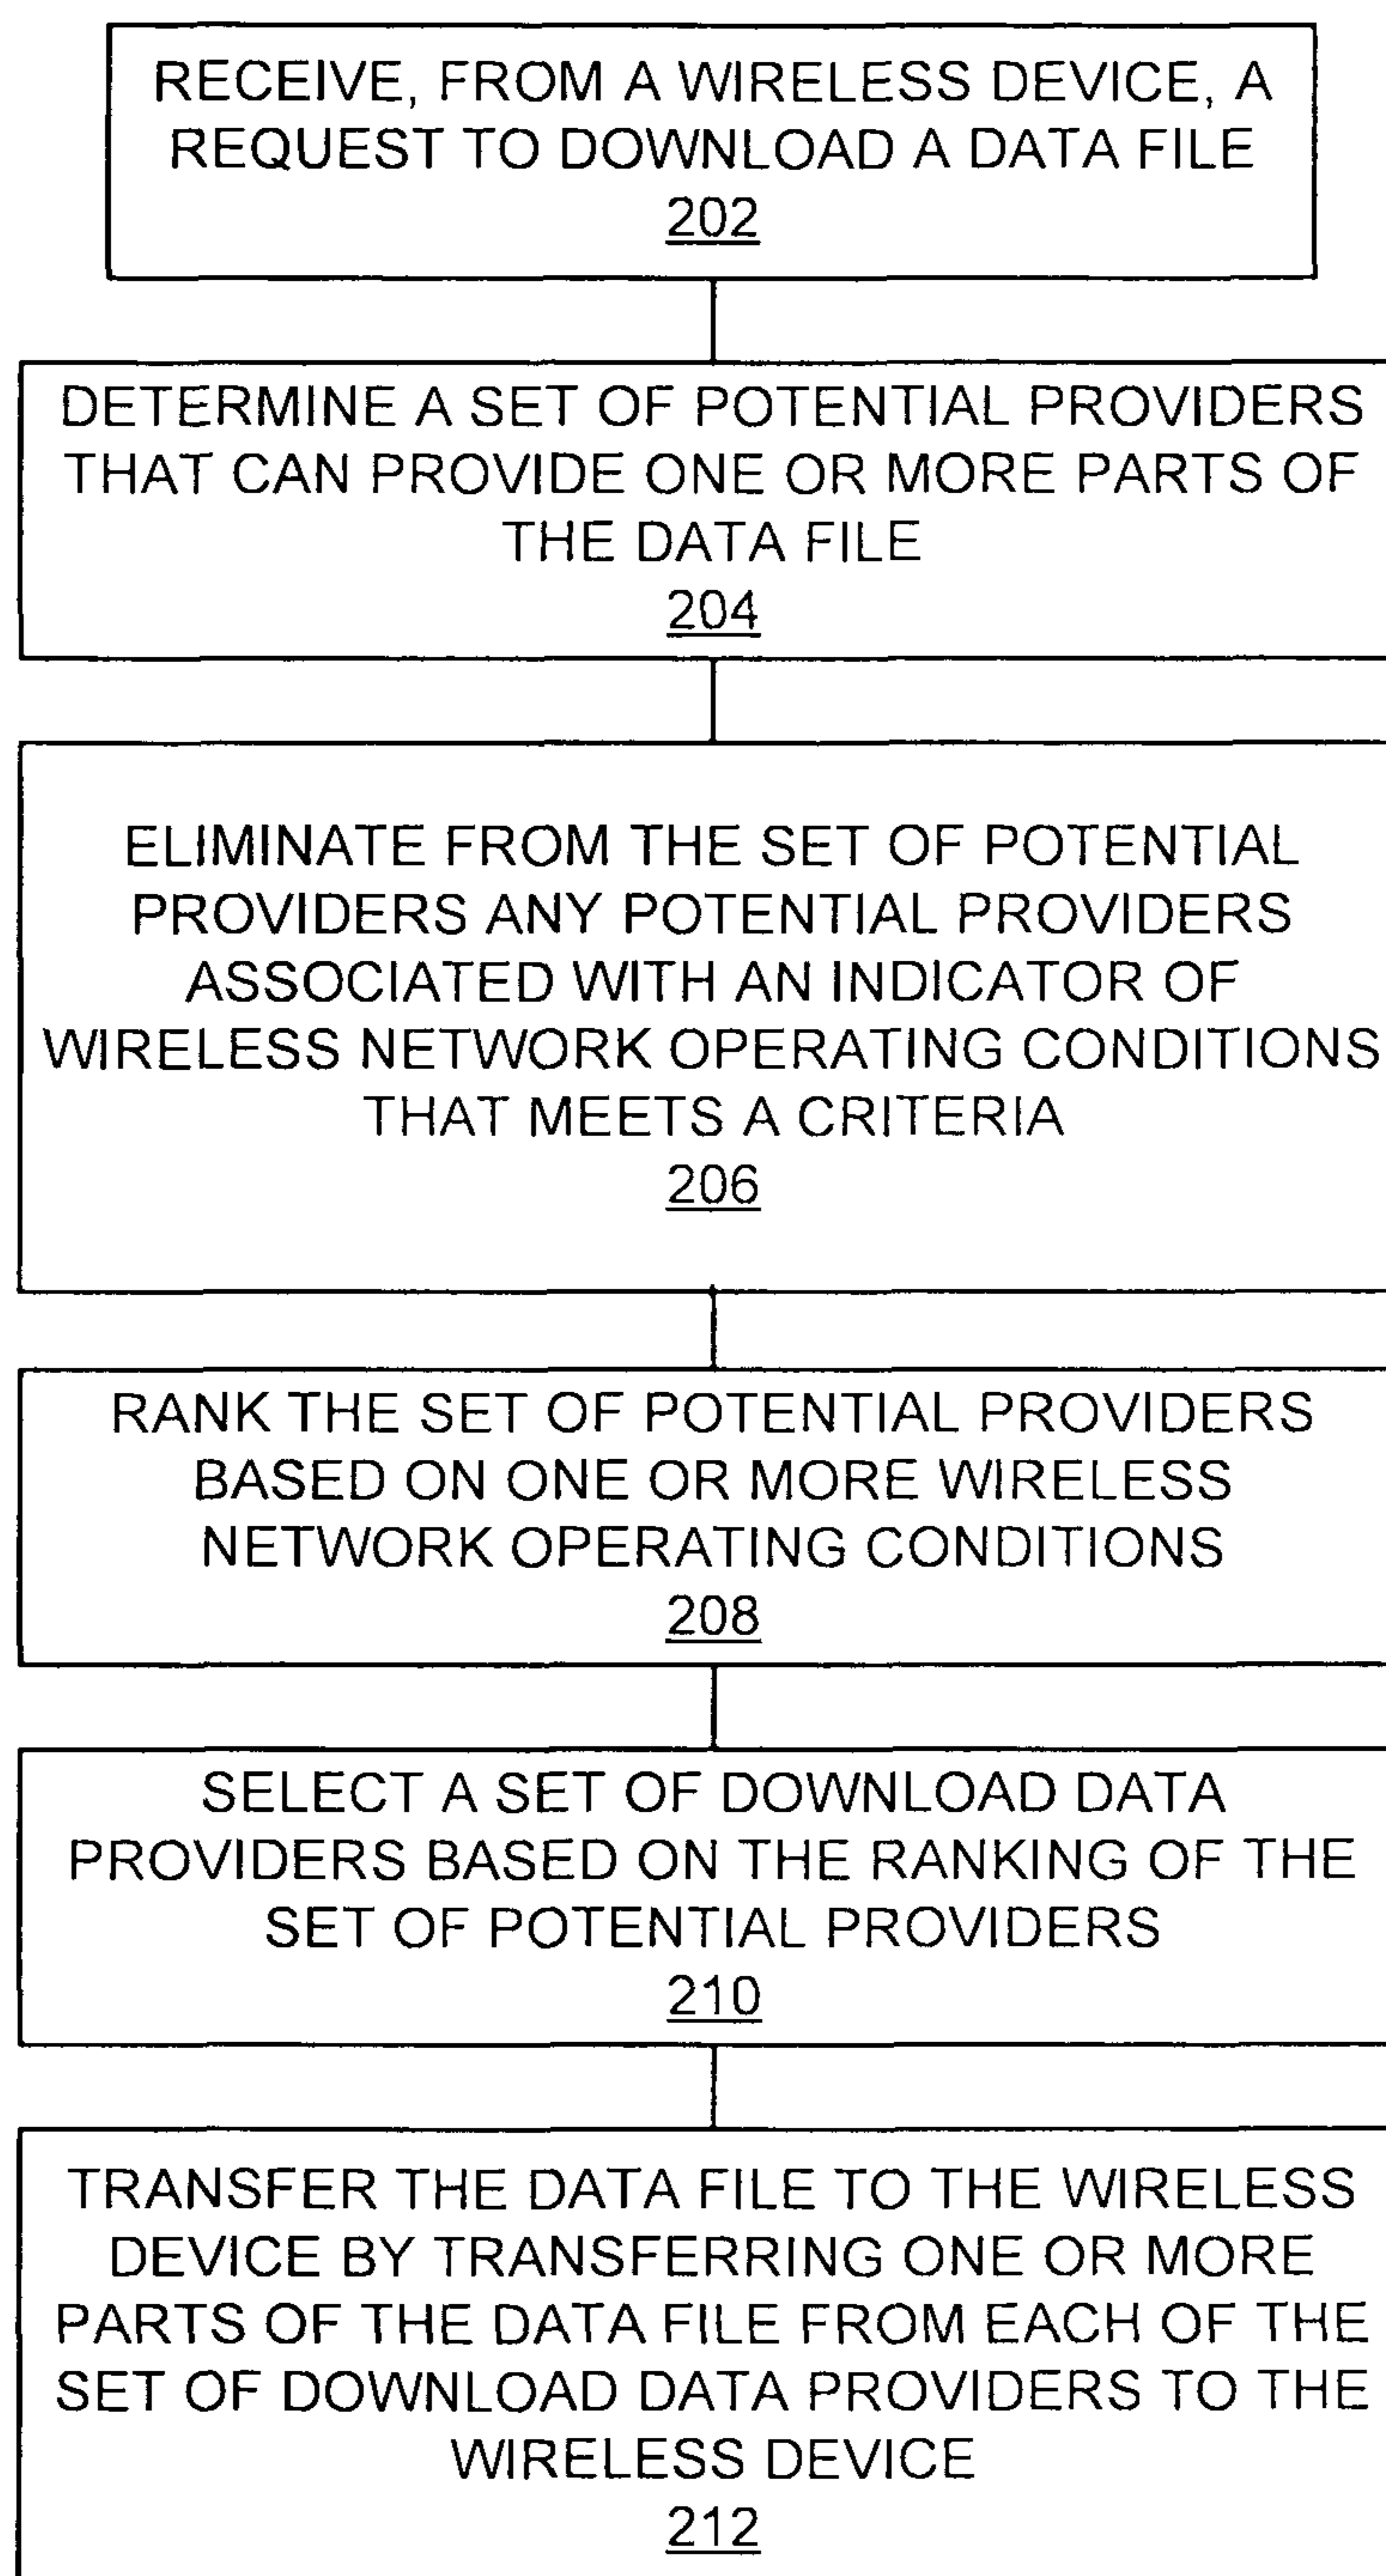 RECEIVE, FROM A WIRELESS DEVICE, A
REQUEST TO DOWNLOAD A DATA FILE
202
DETERMINE A SET OF POTENTIAL PROVIDERS
THAT CAN PROVIDE ONE OR MORE PARTS OF
THE DATA FILE
204
ELIMINATE FROM THE SET OF POTENTIAL
PROVIDERS ANY POTENTIAL PROVIDERS
ASSOCIATED WITH AN INDICATOR OF
WIRELESS NETWORK OPERATING CONDITIONS
THAT MEETS A CRITERIA
206
RANK THE SET OF POTENTIAL PROVIDERS
BASED ON ONE OR MORE WIRELESS
NETWORK OPERATING CONDITIONS
208
SELECT A SET OF DOWNLOAD DATA
PROVIDERS BASED ON THE RANKING OF THE
SET OF POTENTIAL PROVIDERS
210
TRANSFER THE DATA FILE TO THE WIRELESS
DEVICE BY TRANSFERRING ONE OR MORE
PARTS OF THE DATA FILE FROM EACH OF THE
SET OF DOWNLOAD DATA PROVIDERS TO THE
WIRELESS DEVICE
212